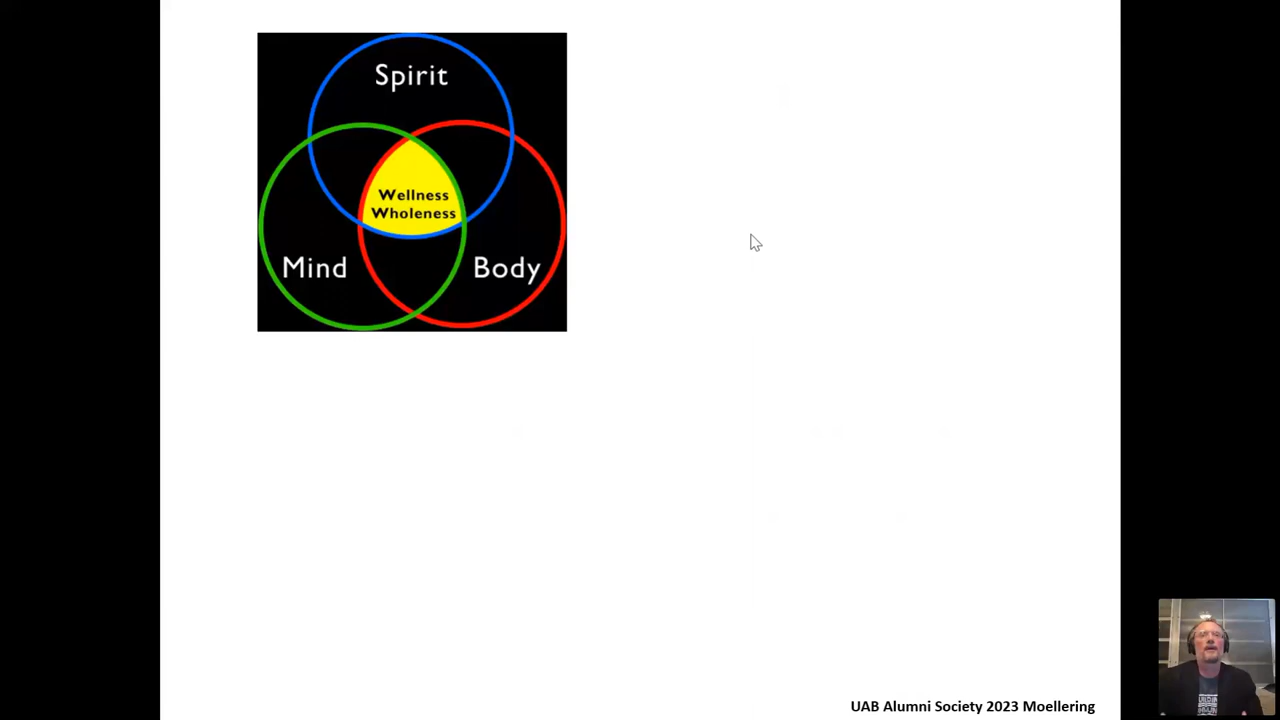 Spirit
Wellness
Wholeness
Mind
Body
UAB Alumni Society 2023 Moellering